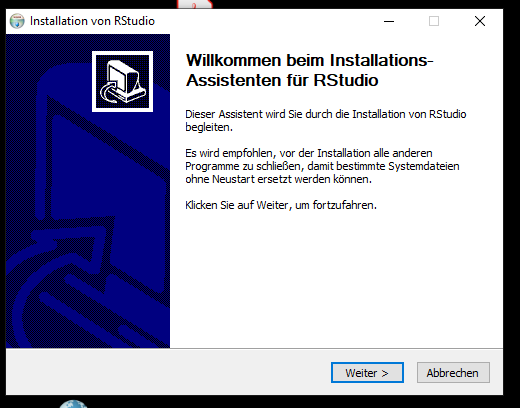 Installation von RStudio
Willkommen beim Installations-
Assistenten für RStudio
Dieser Assistent wird Sie durch die Installation von RStudio
begleiten.
Es wird empfohlen, vor der Installation alle anderen
Programme zu schließen, damit bestimmte Systemdateien
ohne Neustart ersetzt werden können.
Klicken Sie auf Weiter, um fortzufahren.
Weiter >
Abbrechen